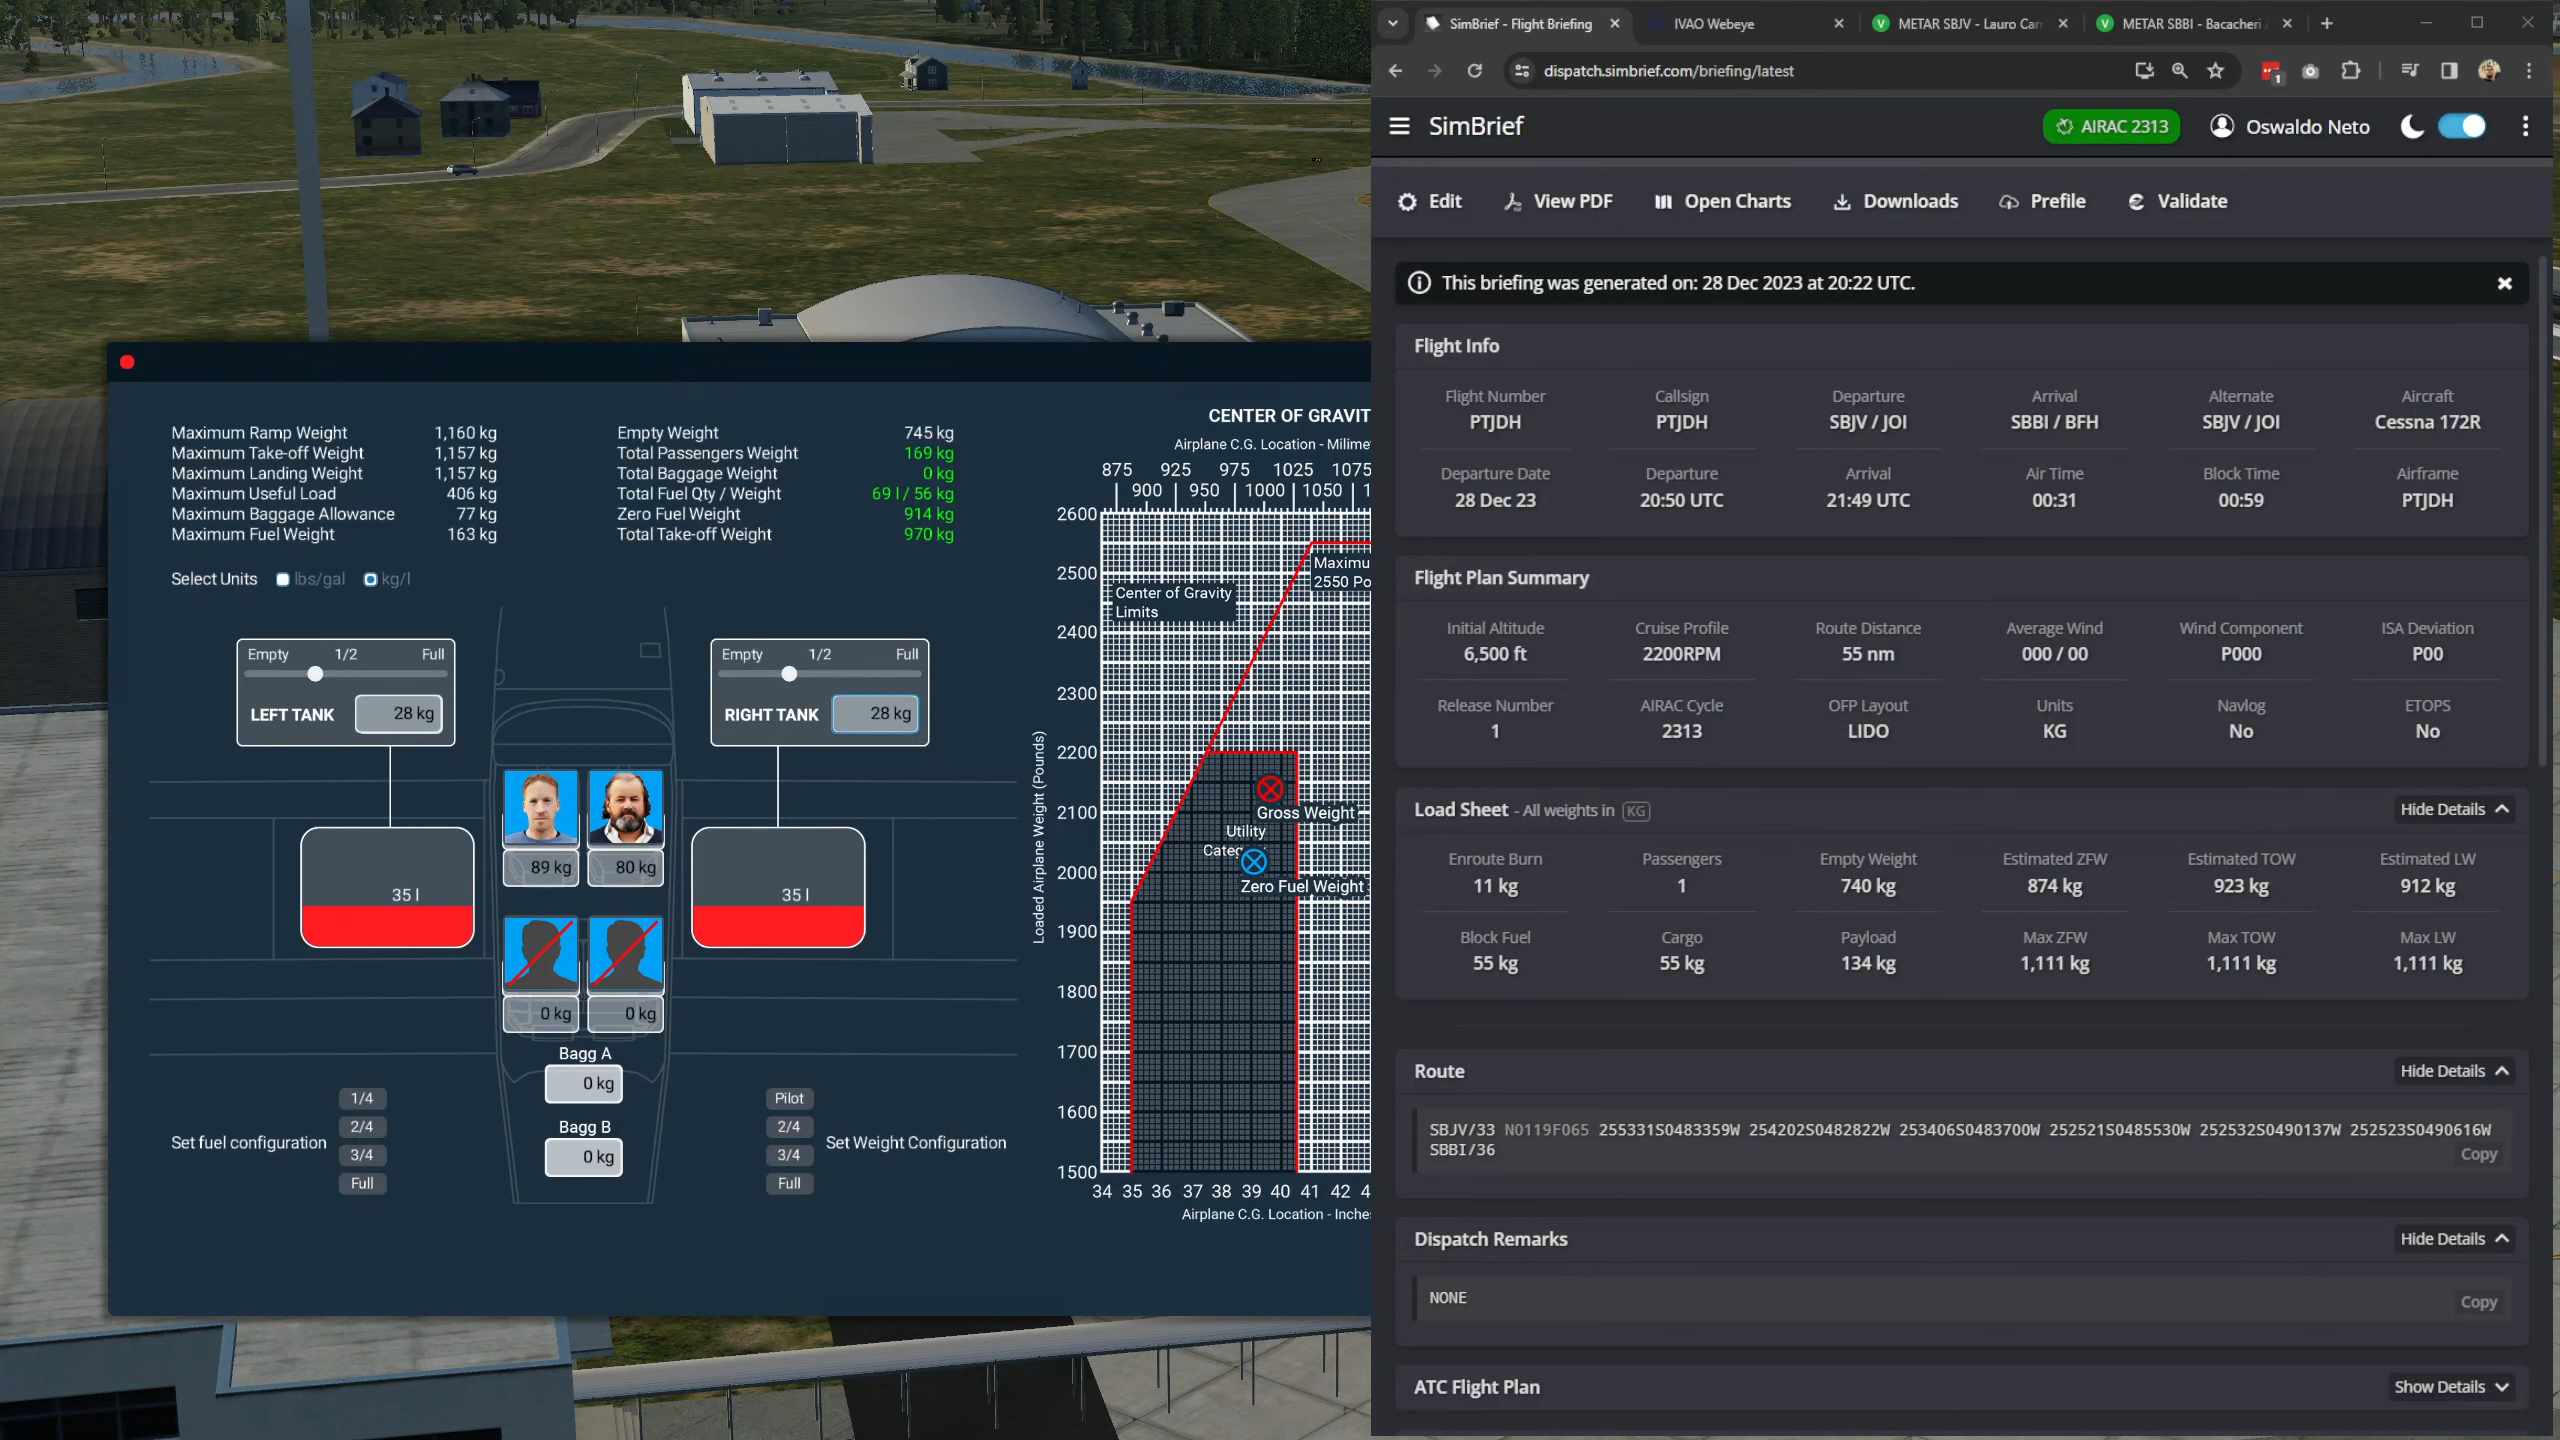 SimBrief - Flight Briefing
IVAO Webeye
METAR SBJV - Lauro Car
METAR SBBI - Bacacheri
dispatch.simbrief.com/briefing/latest
1
SimBrief
AIRAC 2313
Oswaldo Neto
Edit
View PDF
Open Charts
Downloads
Prefile
Validate
This briefing was generated on: 28 Dec 2023 at 20:22 UTC.
Flight Info
Flight Number Callsign Departure Arrival Alternate Aircraft
PTJDH PTJDH SBJV / JOI SBBI / BFH SBJV / JOI Cessna 172R
Departure Date Departure Arrival Air Time Block Time Airframe
28 Dec 23 20:50 UTC 21:49 UTC 00:31 00:59 PTJDH
Flight Plan Summary
Initial Altitude Cruise Profile Route Distance Average Wind Wind Component ISA Deviation
6,500 ft 2200RPM 55 nm 000 / 00 P000 P00
Release Number AIRAC Cycle OFP Layout Units Navlog ETOPS
1 2313 LIDO KG No No
Load Sheet - All weights in KG Hide Details
Enroute Burn Passengers Empty Weight Estimated ZFW Estimated TOW Estimated LW
11 kg 1 740 kg 874 kg 923 kg 912 kg
Block Fuel Cargo Payload Max ZFW Max TOW Max LW
55 kg 55 kg 134 kg 1,111 kg 1,111 kg 1,111 kg
Route Hide Details
SBJV/33 N0119F065 255331S0483359W 254202S0482822W 253406S0483700W 252521S0485530W 252532S0490137W 252523S0490616W
SBBI/36
Copy
Dispatch Remarks Hide Details
NONE
Copy
ATC Flight Plan Show Details
Maximum Ramp Weight 1,160 kg
Maximum Take-off Weight 1,157 kg
Maximum Landing Weight 1,157 kg
Maximum Useful Load 406 kg
Maximum Baggage Allowance 77 kg
Maximum Fuel Weight 163 kg
Empty Weight 745 kg
Total Passengers Weight 169 kg
Total Baggage Weight 0 kg
Total Fuel Qty / Weight 69 l / 56 kg
Zero Fuel Weight 914 kg
Total Take-off Weight 970 kg
Select Units lbs/gal kg/l
Empty 1/2 Full
LEFT TANK 28 kg
Empty 1/2 Full
RIGHT TANK 28 kg
35 l
35 l
89 kg 80 kg
0 kg 0 kg
Bagg A
0 kg
Bagg B
0 kg
Set fuel configuration
1/4
2/4
3/4
Full
Pilot
2/4
3/4
Full
Set Weight Configuration
CENTER OF GRAVIT
Airplane C.G. Location - Milime
875 925 975 1025 1075
900 950 1000 1050 1
2600
2500
2400
2300
2200
2100
2000
1900
1800
1700
1600
1500
Loaded Airplane Weight (Pounds)
Maximu
2550 Po
Center of Gravity
Limits
Gross Weight
Utility
Categ
Zero Fuel Weight
34 35 36 37 38 39 40 41 42 4
Airplane C.G. Location - Inches